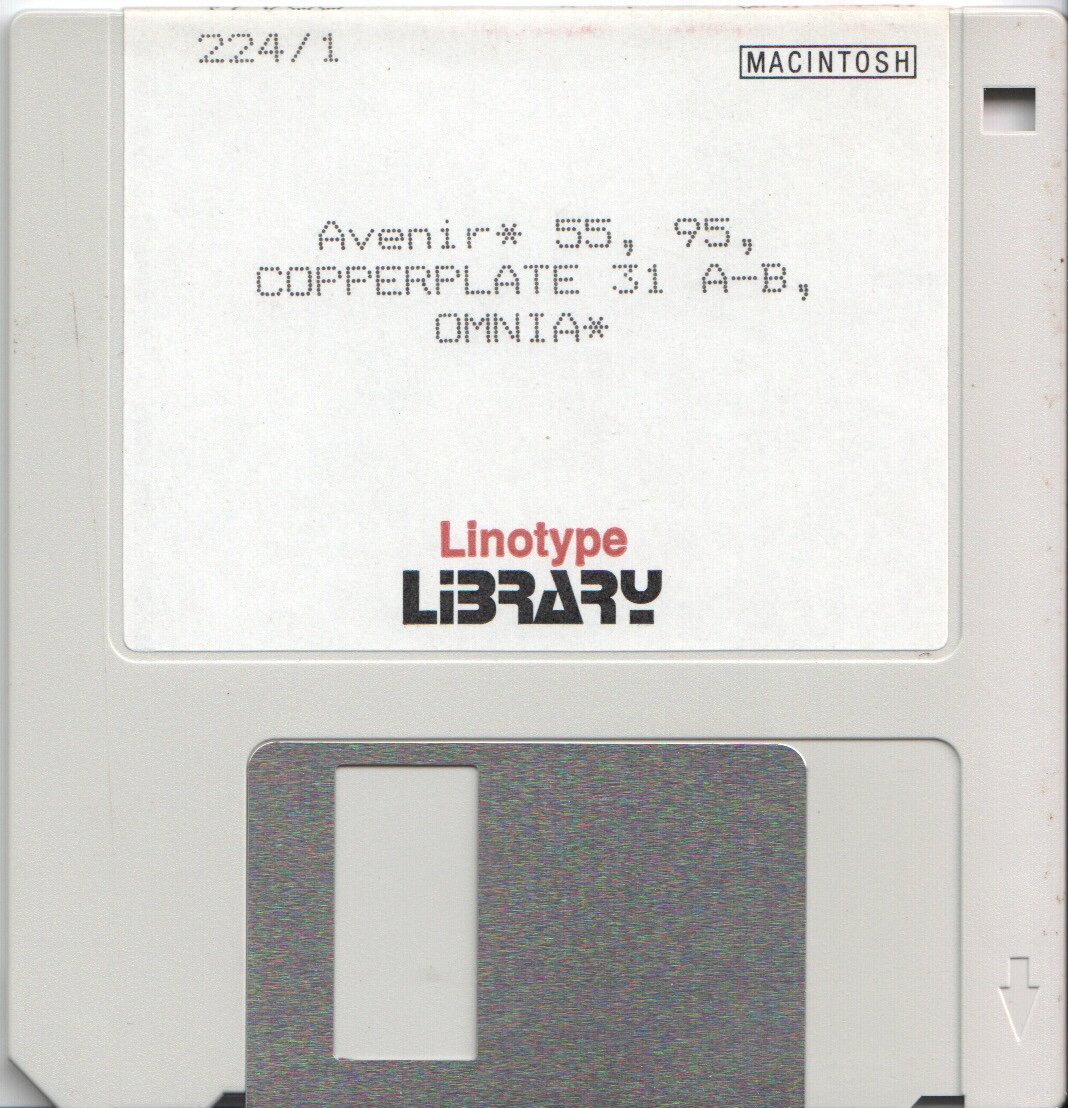 224/1
MACINTOSH
Avenir* 55, 95,
COPPERPLATE 31 A-B,
OMNIA*
Linotype
LiBRARY